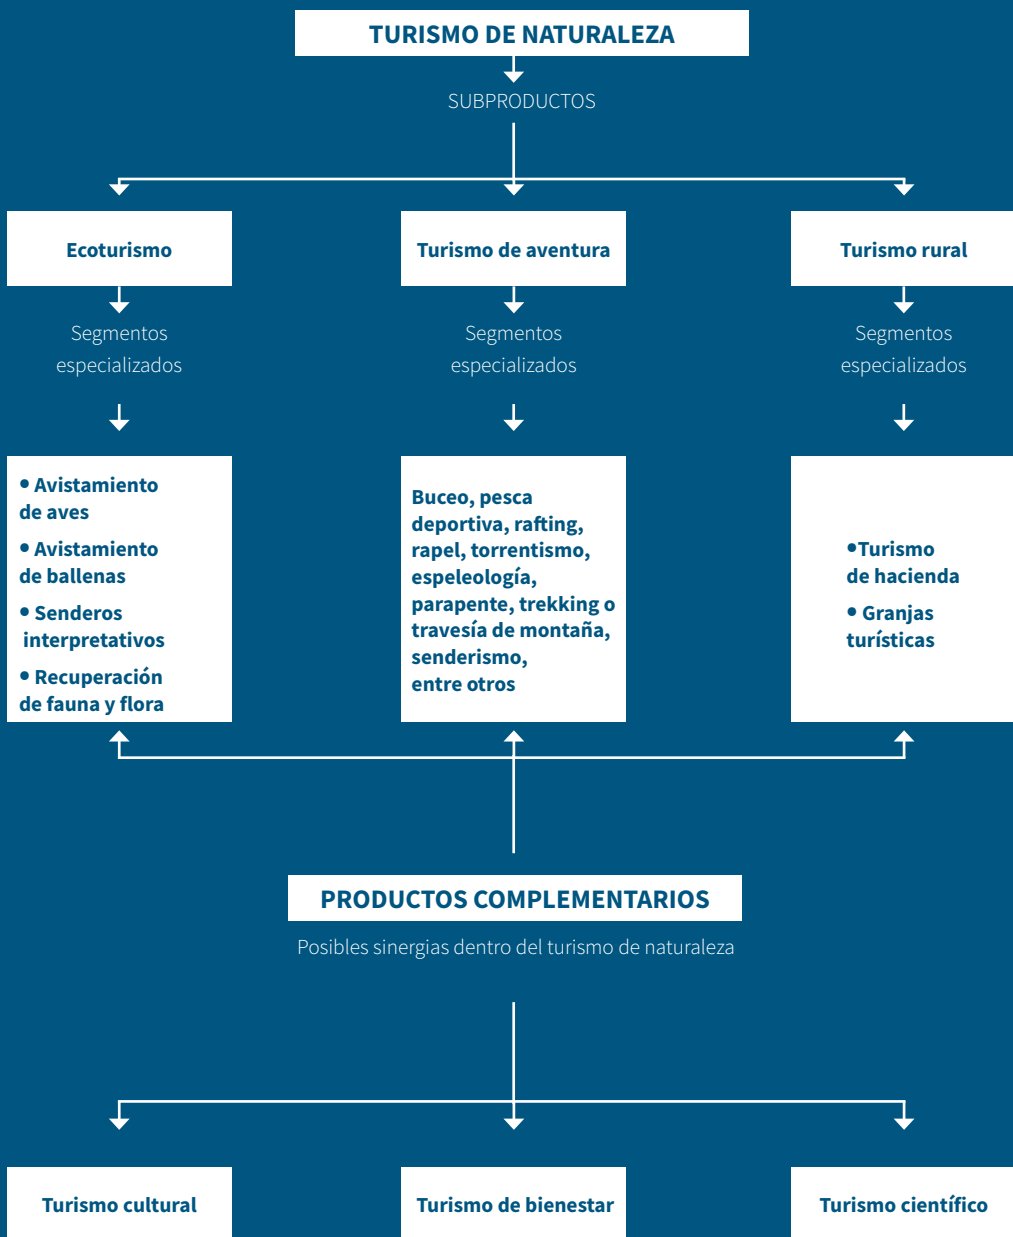 TURISMO DE NATURALEZA
SUBPRODUCTOS
Ecoturismo
Turismo de aventura
Turismo rural
Segmentos
especializados
Segmentos
especializados
Segmentos
especializados
• Avistamiento
de aves
• Avistamiento
de ballenas
• Senderos
interpretativos
• Recuperación
de fauna y flora
Buceo, pesca
deportiva, rafting,
rapel, torrentismo,
espeleología,
parapente, trekking o
travesía de montaña,
senderismo,
entre otros
•Turismo
de hacienda
• Granjas
turísticas
PRODUCTOS COMPLEMENTARIOS
Posibles sinergias dentro del turismo de naturaleza
Turismo cultural
Turismo de bienestar
Turismo científico